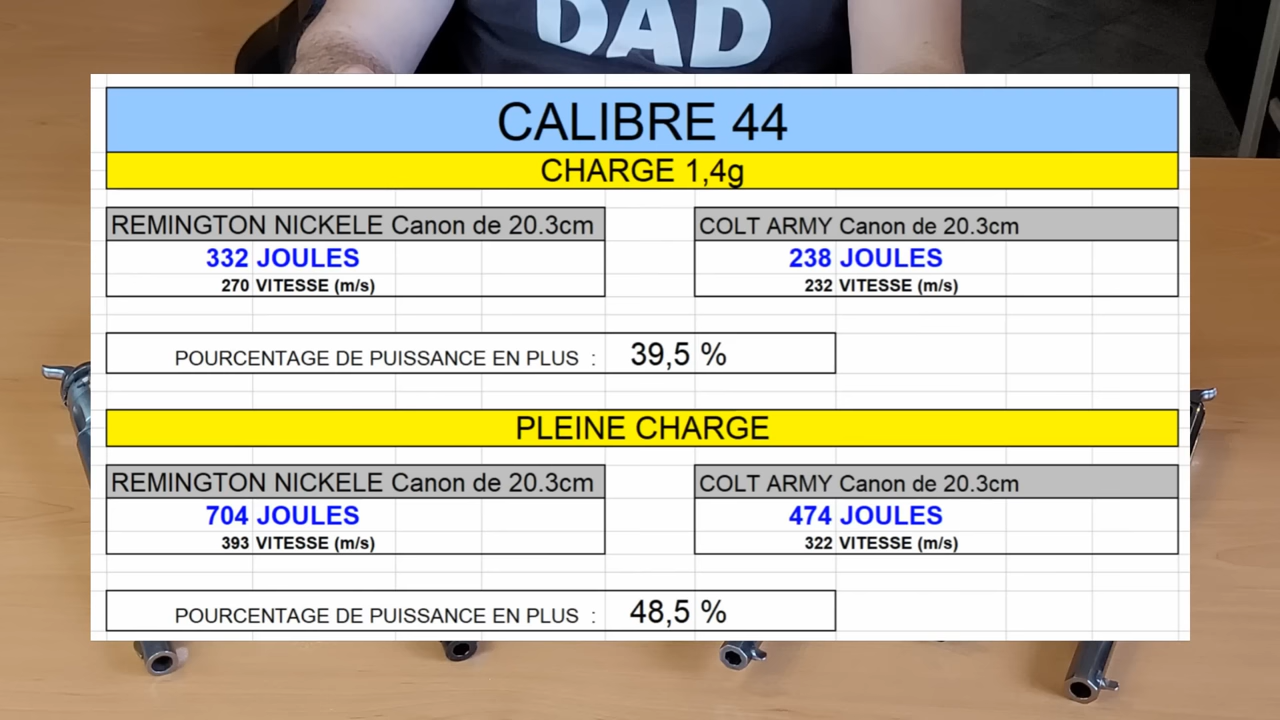 DAD
CALIBRE 44
CHARGE 1,4g
REMINGTON NICKELE Canon de 20.3cm
332 JOULES
270 VITESSE (m/s)
COLT ARMY Canon de 20.3cm
238 JOULES
232 VITESSE (m/s)
POURCENTAGE DE PUISSANCE EN PLUS : 39,5 %
PLEINE CHARGE
REMINGTON NICKELE Canon de 20.3cm
704 JOULES
393 VITESSE (m/s)
COLT ARMY Canon de 20.3cm
474 JOULES
322 VITESSE (m/s)
POURCENTAGE DE PUISSANCE EN PLUS : 48,5 %